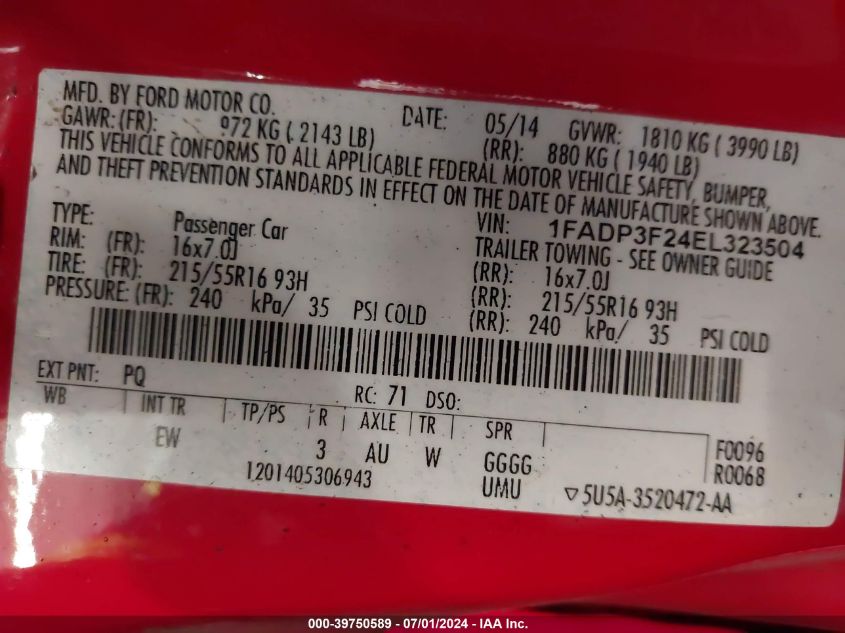 MFD. BY FORD MOTOR CO. DATE: 05/14 GVWR: 1810 KG ( 3990 LB)
GAWR: (FR): 972 KG ( 2143 LB) (RR): 880 KG ( 1940 LB)
THIS VEHICLE CONFORMS TO ALL APPLICABLE FEDERAL MOTOR VEHICLE SAFETY, BUMPER,
AND THEFT PREVENTION STANDARDS IN EFFECT ON THE DATE OF MANUFACTURE SHOWN ABOVE.
TYPE: Passenger Car VIN: 1FADP3F24EL323504
TRAILER TOWING - SEE OWNER GUIDE
RIM: (FR): 16x7.0J (RR): 16x7.0J
TIRE: (FR): 215/55R16 93H (RR): 215/55R16 93H
PRESSURE: (FR): 240 kPa/ 35 PSI COLD (RR): 240 kPa/ 35 PSI COLD
EXT PNT: PQ RC: 71 DSO:
WB INT TR TP/PS R AXLE TR SPR F0096
EW 3 AU W GGGG R0068
1201405306943 UMU ▽5U5A-3520472-AA
000-39750589 - 07/01/2024 - IAA Inc.